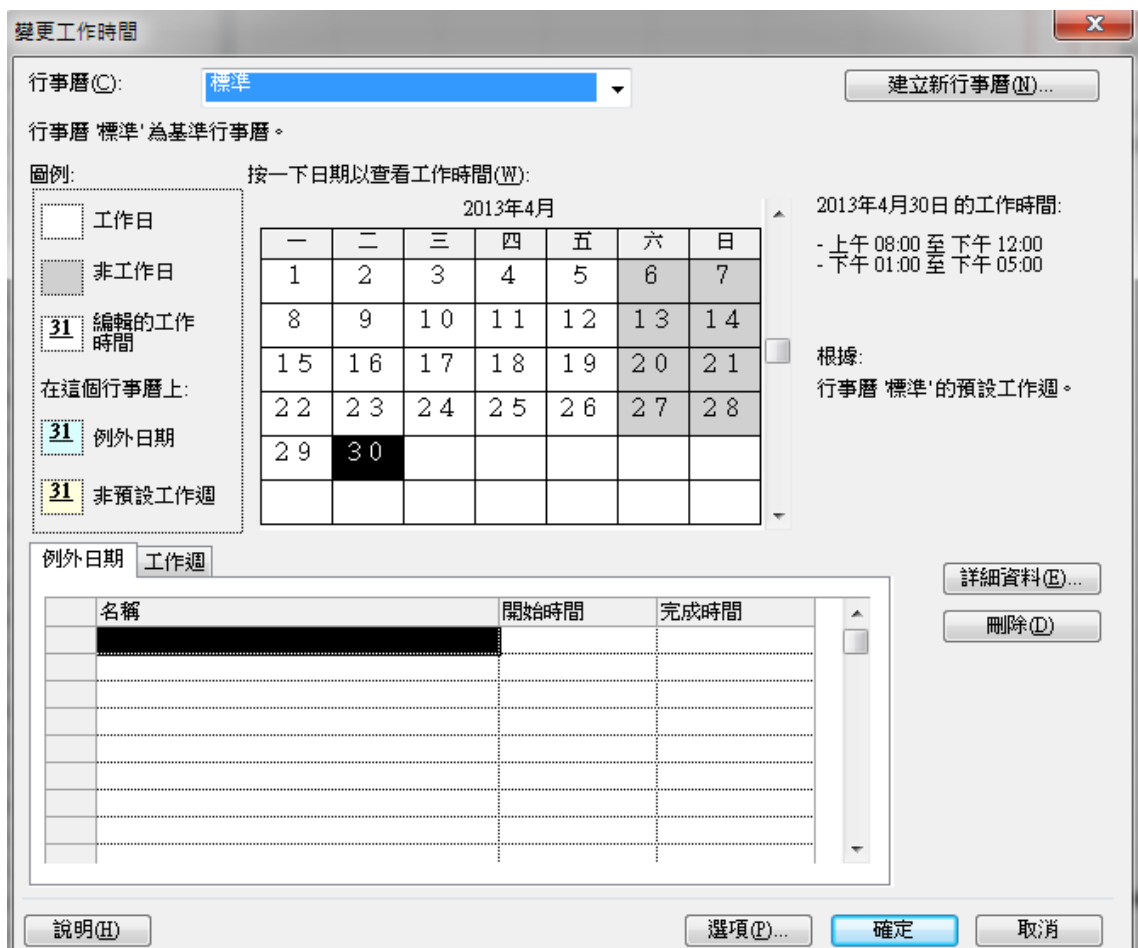 變更工作時間
x
行事曆(C):
標準
建立新行事曆(N)...
行事曆 '標準' 為基準行事曆。
圖例:
按一下日期以查看工作時間(W):
工作日
非工作日
31 編輯的工作
時間
在這個行事曆上:
31 例外日期
31 非預設工作週
2013年4月
一 二 三 四 五 六 日
1 2 3 4 5 6 7
8 9 10 11 12 13 14
15 16 17 18 19 20 21
22 23 24 25 26 27 28
29 30
2013年4月30日 的工作時間:
- 上午 08:00 至 下午 12:00
- 下午 01:00 至 下午 05:00
根據:
行事曆 '標準' 的預設工作週。
例外日期 工作週
名稱 開始時間 完成時間
詳細資料(E)...
刪除(D)
說明(H) 選項(P)... 確定 取消